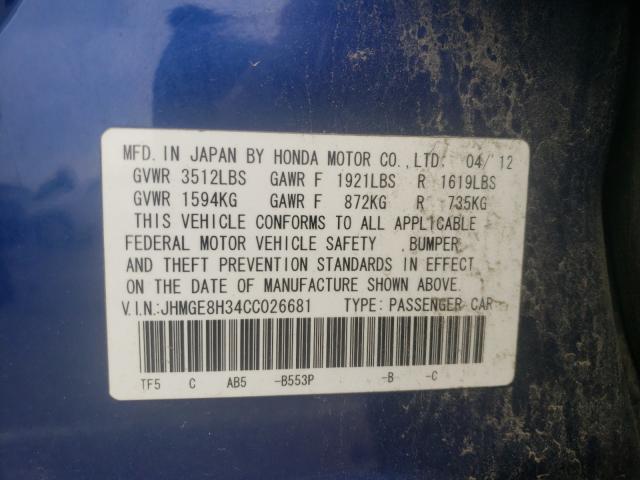 MFD. IN JAPAN BY HONDA MOTOR CO.,LTD. 04/ 12
GVWR 3512LBS GAWR F 1921LBS R 1619LBS
GVWR 1594KG GAWR F 872KG R 735KG
THIS VEHICLE CONFORMS TO ALL APPLICABLE
FEDERAL MOTOR VEHICLE SAFETY ,BUMPER,
AND THEFT PREVENTION STANDARDS IN EFFECT
ON THE DATE OF MANUFACTURE SHOWN ABOVE.
V.I.N.:JHMGE8H34CC026681 TYPE: PASSENGER CAR
TF5 C AB5 -B553P -B -C